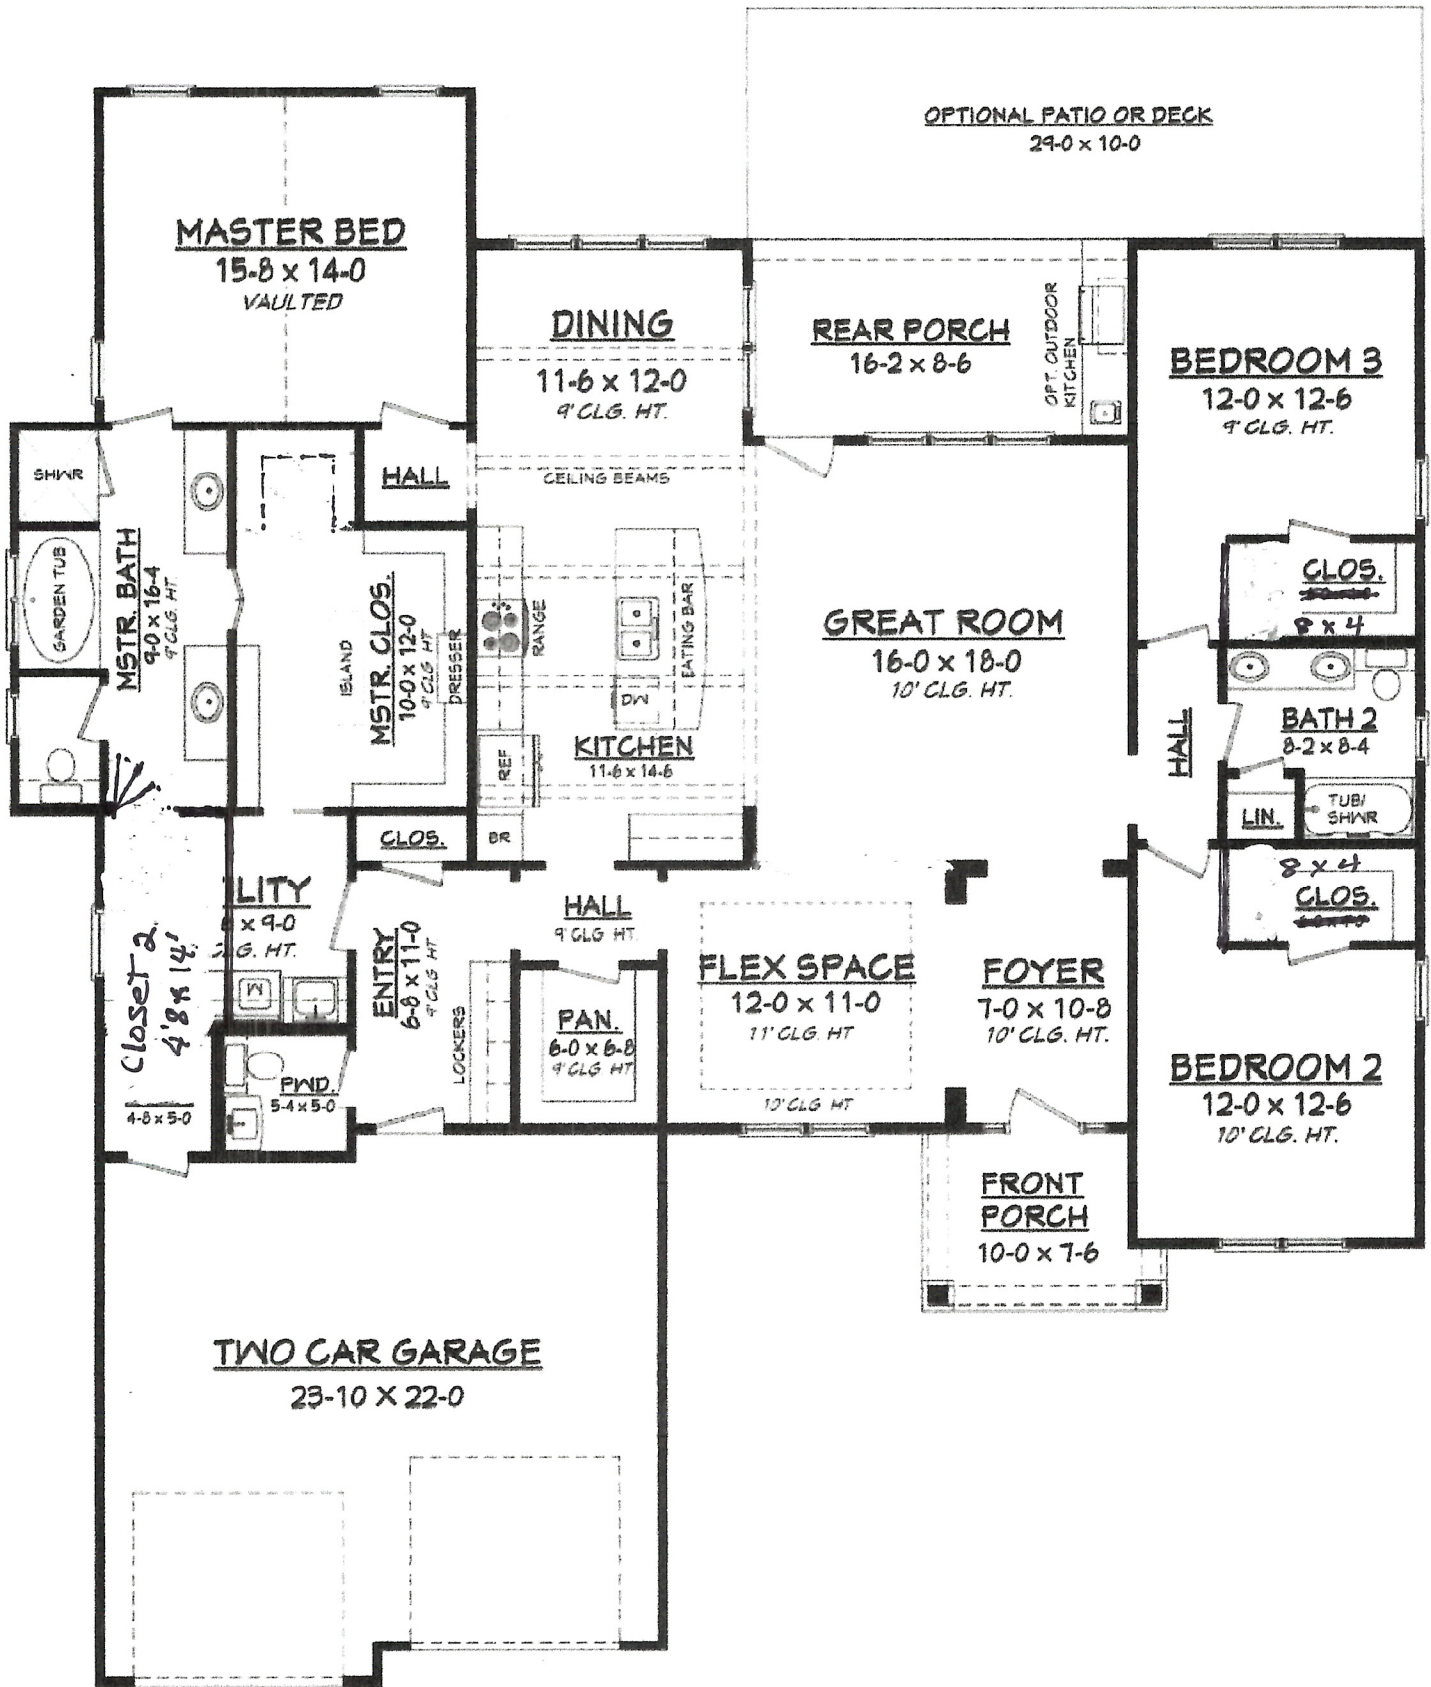 OPTIONAL PATIO OR DECK
29-0 x 10-0
MASTER BED
15-8 x 14-0
VAULTED
DINING
11-6 x 12-0
9' CLG. HT.
REAR PORCH
16-2 x 8-6
OPT. OUTDOOR
KITCHEN
BEDROOM 3
12-0 x 12-6
9' CLG. HT.
SHWR
HALL
CEILING BEAMS
GARDEN TUB
MSTR. BATH
9-0 x 16-4
9' CLG HT.
ISLAND
MSTR. CLOS.
10-0 x 12-0
9' CLG HT
DRESSER
RANGE
EATING BAR
DW
REF
KITCHEN
11-6 x 14-6
GREAT ROOM
16-0 x 18-0
10' CLG. HT.
CLOS.
8 x 4
HALL
BATH 2
8-2 x 8-4
LIN.
TUB/
SHWR
CLOS.
BR
8 x 4
CLOS.
ILITY
x 9-0
G. HT.
W
Closet 2
4'8x14'
4-8 x 5-0
ENTRY
6-8 x 11-0
9' CLG HT
LOCKERS
HALL
9' CLG HT.
PAN.
6-0 x 6-8
9' CLG HT
PWD.
5-4 x 5-0
FLEX SPACE
12-0 x 11-0
11' CLG HT
10' CLG HT
FOYER
7-0 x 10-8
10' CLG. HT.
BEDROOM 2
12-0 x 12-6
10' CLG. HT.
FRONT
PORCH
10-0 x 7-6
TWO CAR GARAGE
23-10 X 22-0